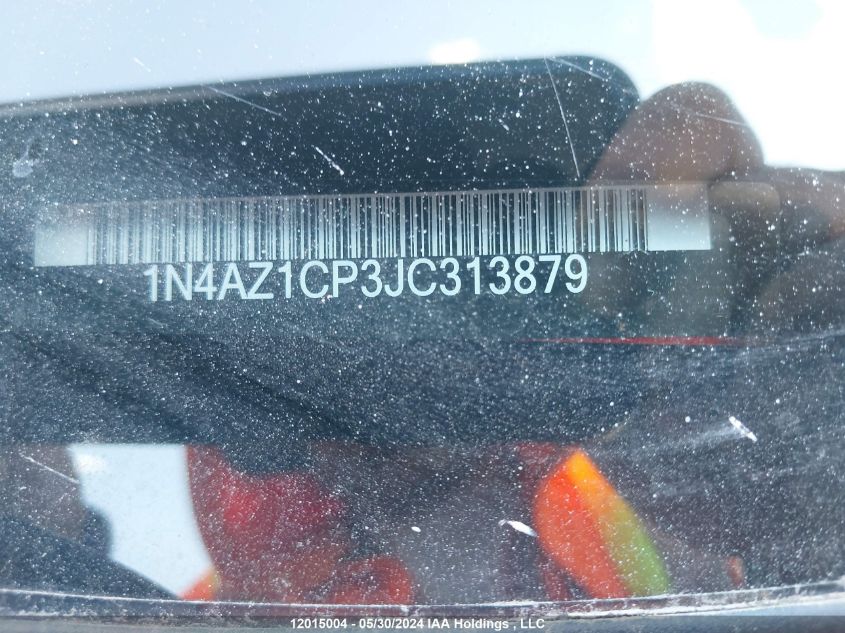 1N4AZ1CP3JC313879
12015004 - 05/30/2024 IAA Holdings , LLC